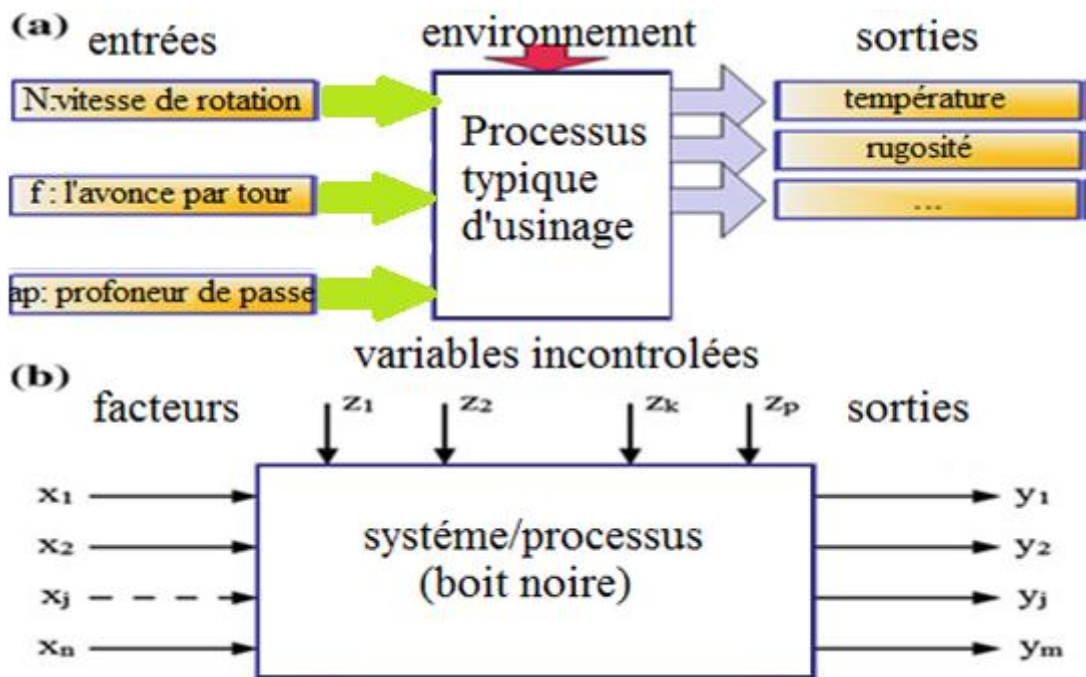 (a)
entrées
environnement
sorties
N:vitesse de rotation
f : l'avonce par tour
ap: profoneur de passe
Processus
typique
d'usinage
température
rugosité
...
variables incontrolées
(b)
facteurs
z₁
z₂
zₖ
zₚ
sorties
x₁
x₂
xⱼ
xₙ
systéme/processus
(boit noire)
y₁
y₂
yⱼ
yₘ